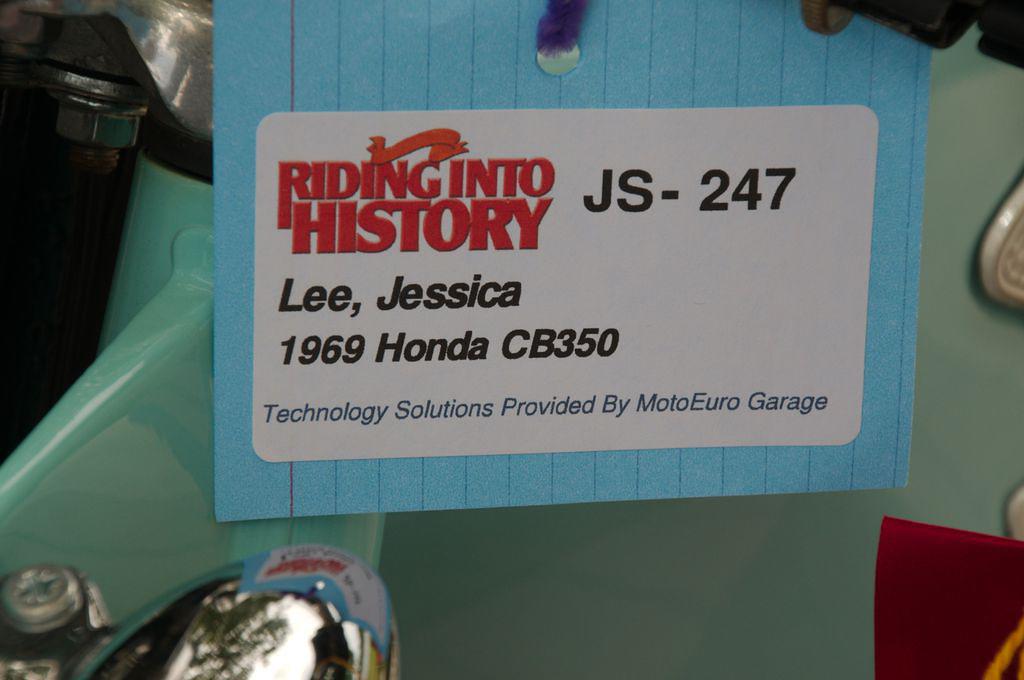 RIDING INTO
HISTORY
JS- 247
Lee, Jessica
1969 Honda CB350
Technology Solutions Provided By MotoEuro Garage